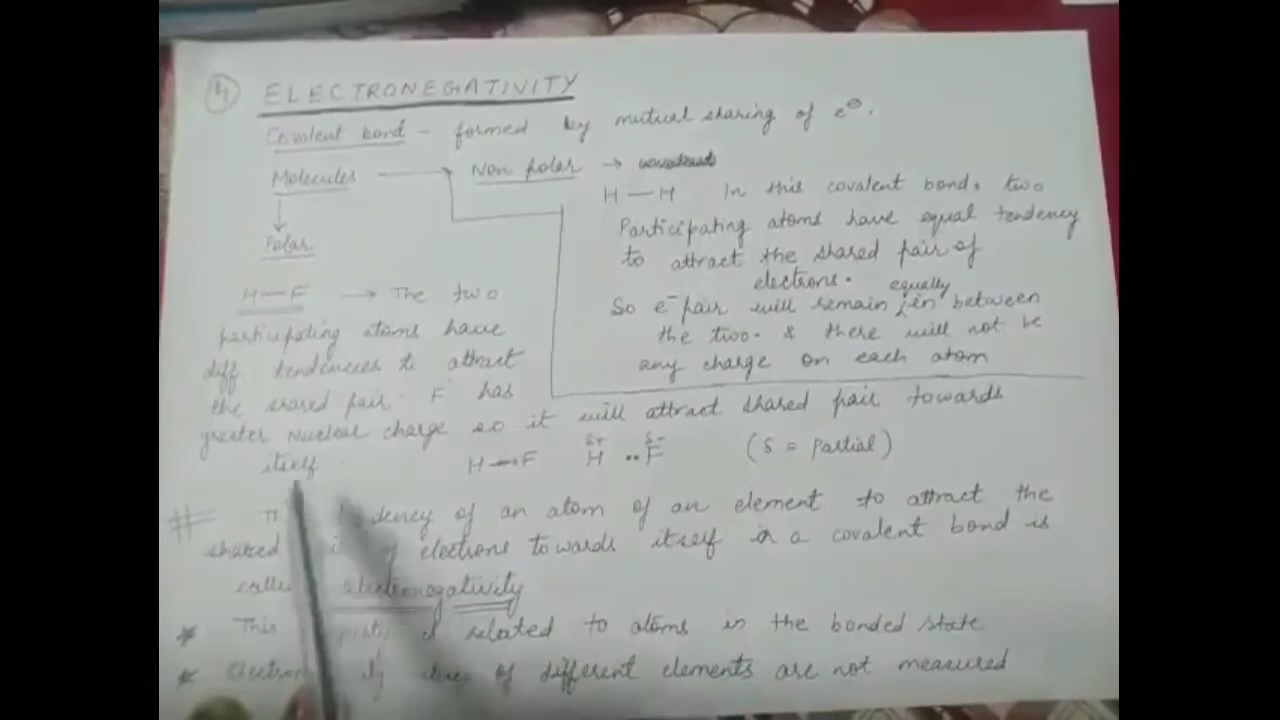 ELECTRONEGATIVITY
Covalent bond - formed by mutual sharing of e⊖.
Molecules → Non polar →
H — H In this covalent bond, two
Participating atoms have equal tendency
to attract the shared pair of
electrons.
So e⁻ pair will remain equally in between
the two. & there will not be
any charge on each atom
Polar
H — F → The two
participating atoms have
diff tendencies to attract
the shared pair. F has
greater nuclear charge so it will attract shared pair towards
itself
H — F δ+ H •• δ- F (δ = Partial)
# of an atom of an element to attract the
shared electrons towards itself in a covalent bond is
electronegativity
* This related to atoms in the bonded state
* of different elements are not measured